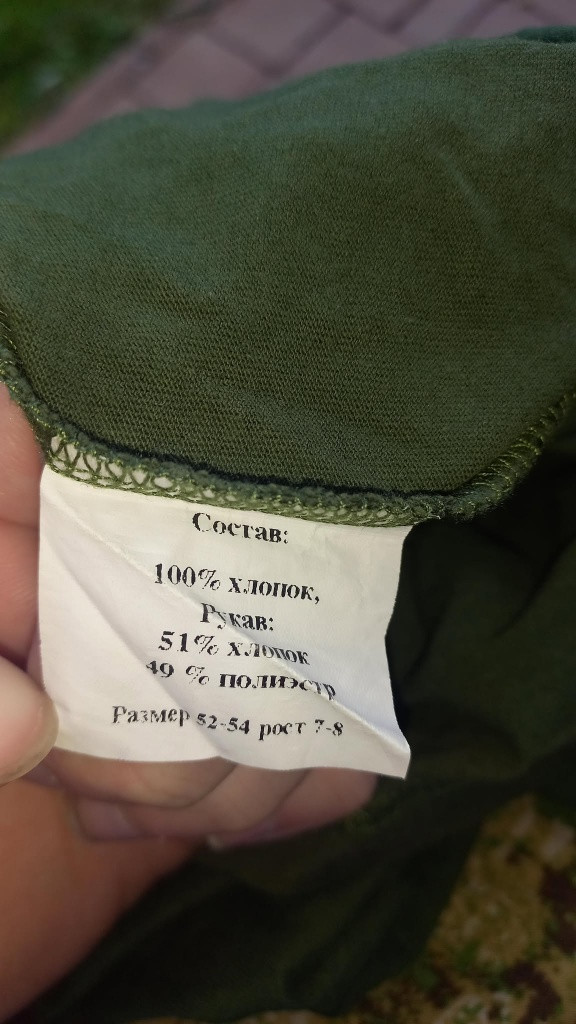 Состав:
100% хлопок,
Рукав:
51% хлопок
49 % полиэстр
Размер 52-54 рост 7-8